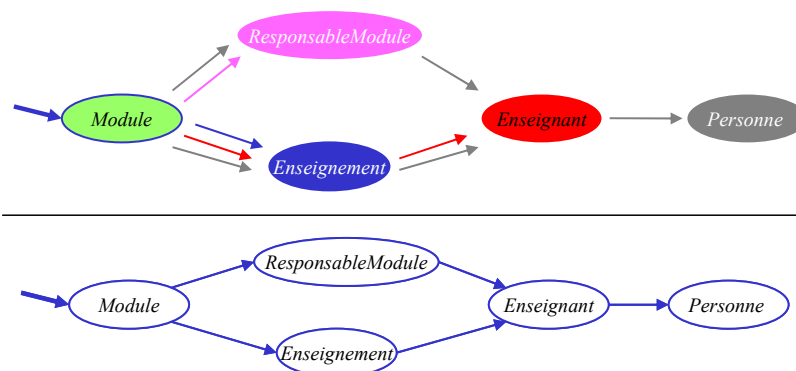 ResponsableModule
Module
Enseignant
Personne
Enseignement
ResponsableModule
Module
Enseignant
Personne
Enseignement